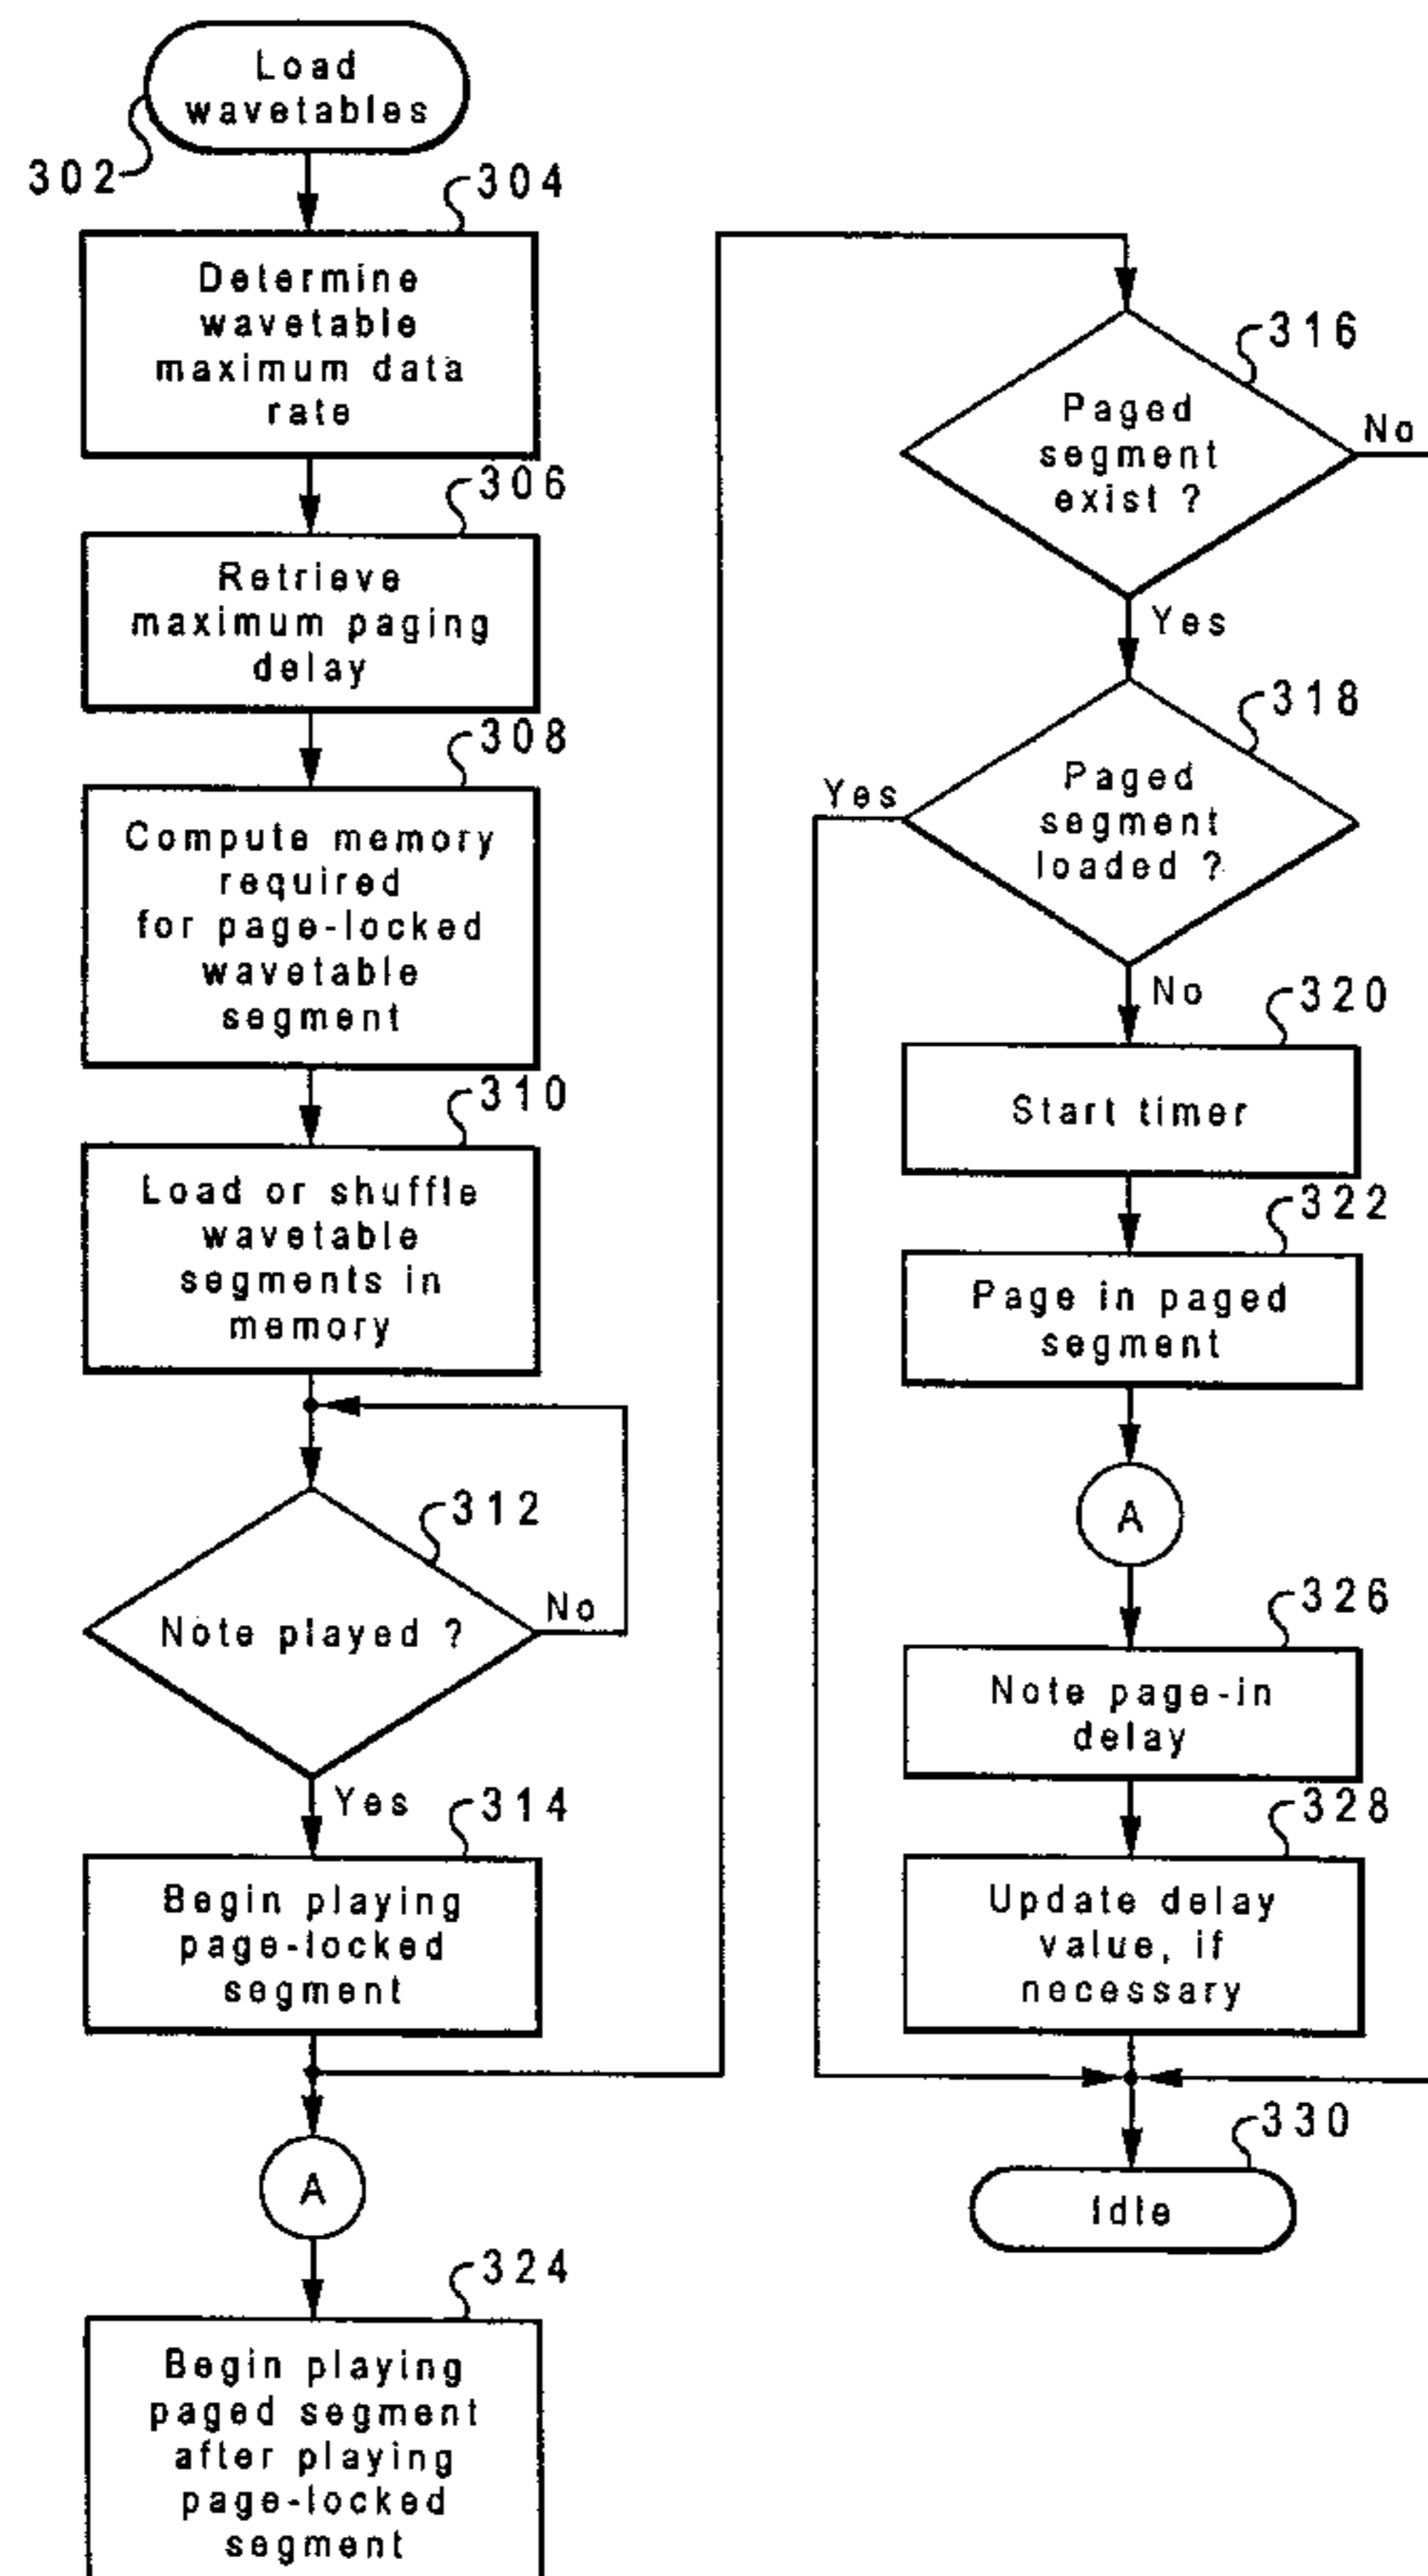 Load
wavetables
302
304
Determine
wavetable
maximum data
rate
306
Retrieve
maximum paging
delay
308
Compute memory
required
for page-locked
wavetable
segment
310
Load or shuffle
wavetable
segments in
memory
312
Note played ?
No
Yes
314
Begin playing
page-locked
segment
A
324
Begin playing
paged segment
after playing
page-locked
segment
316
Paged
segment
exist ?
No
Yes
318
Paged
segment
loaded ?
Yes
No
320
Start timer
322
Page in paged
segment
A
326
Note page-in
delay
328
Update delay
value, if
necessary
330
Idle